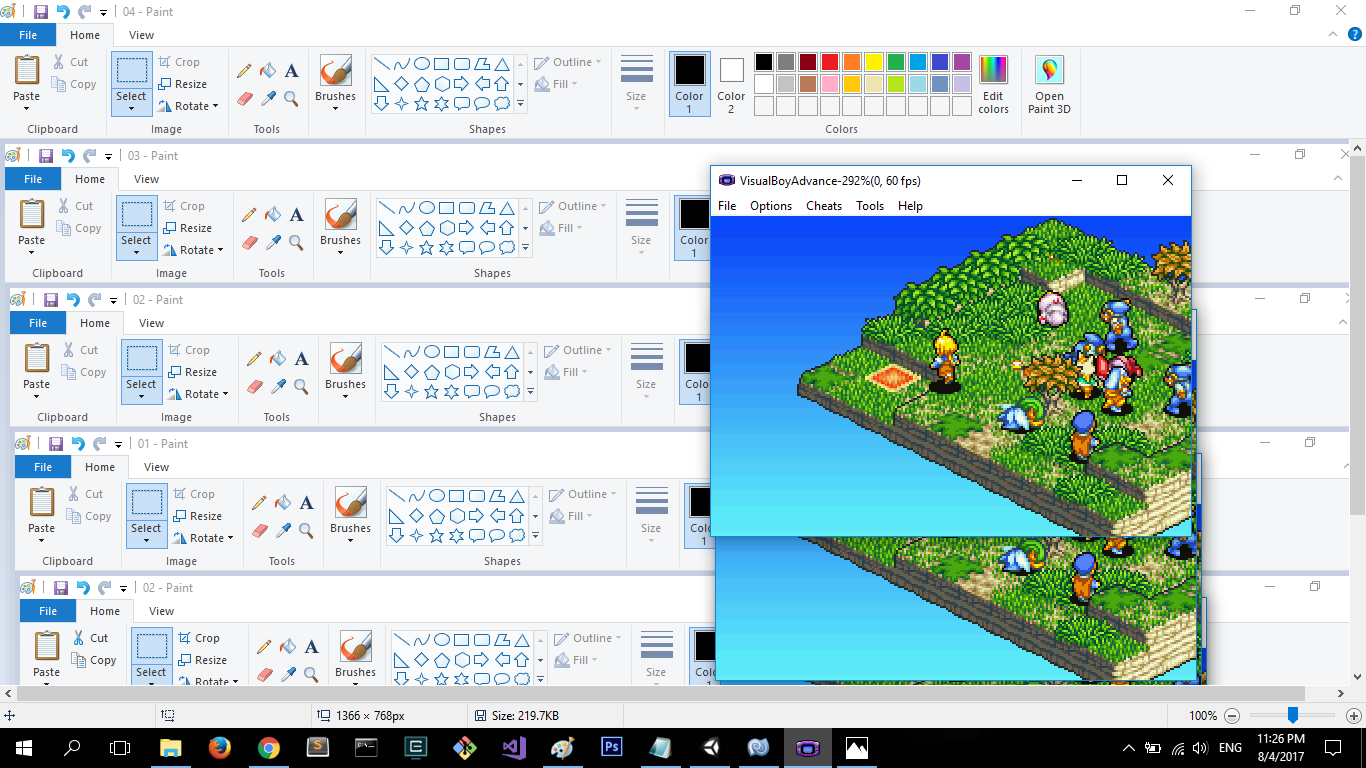 04 - Paint
File Home View
Paste Cut Copy Select Crop Resize Rotate Brushes Outline Fill Size Color 1 Color 2 Edit colors Open Paint 3D
Clipboard Image Tools Shapes Colors
03 - Paint
File Home View
Paste Cut Copy Select Crop Resize Rotate Brushes Outline Fill Size Color 1
Clipboard Image Tools Shapes
VisualBoyAdvance-292%(0, 60 fps)
File Options Cheats Tools Help
02 - Paint
File Home View
Paste Cut Copy Select Crop Resize Rotate Brushes Outline Fill Size Color 1
Clipboard Image Tools Shapes
01 - Paint
File Home View
Paste Cut Copy Select Crop Resize Rotate Brushes Outline Fill Size 1
Clipboard Image Tools Shapes
02 - Paint
File Home View
Paste Cut Copy Select Crop Resize Rotate Brushes Outline Fill Size
1366 × 768px Size: 219.7KB 100%
ENG 11:26 PM
8/4/2017